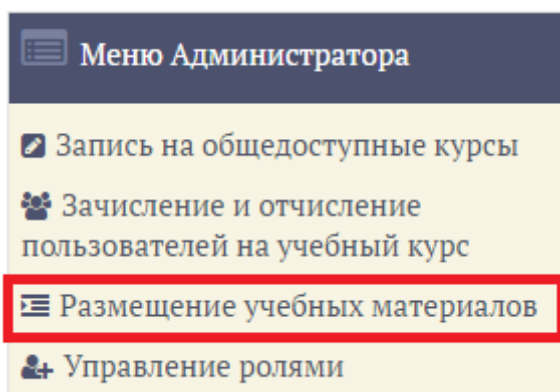 Меню Администратора
Запись на общедоступные курсы
Зачисление и отчисление
пользователей на учебный курс
Размещение учебных материалов
Управление ролями